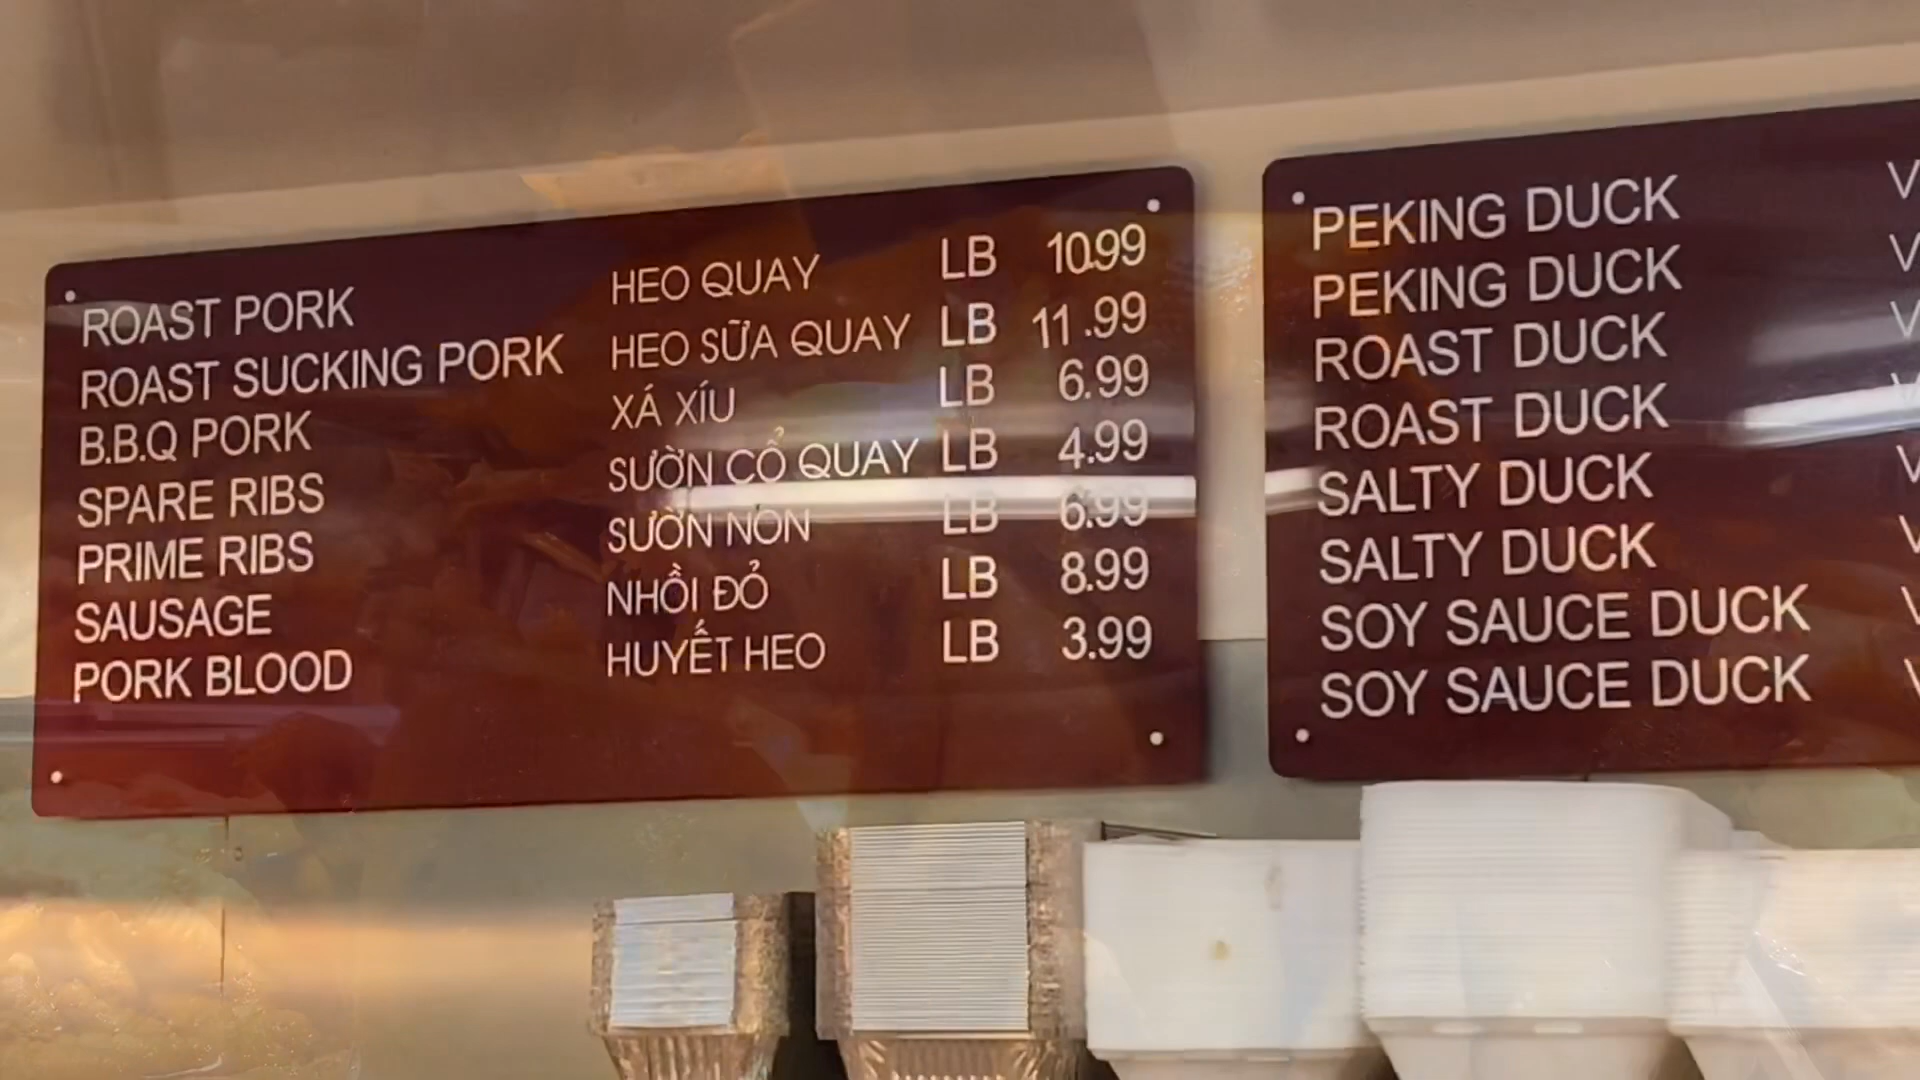 ROAST PORK HEO QUAY LB 10.99
ROAST SUCKING PORK HEO SỮA QUAY LB 11.99
B.B.Q PORK XÁ XÍU LB 6.99
SPARE RIBS SƯỜN CỔ QUAY LB 4.99
PRIME RIBS SƯỜN NON LB 6.99
SAUSAGE NHỒI ĐỎ LB 8.99
PORK BLOOD HUYẾT HEO LB 3.99
PEKING DUCK
PEKING DUCK
ROAST DUCK
ROAST DUCK
SALTY DUCK
SALTY DUCK
SOY SAUCE DUCK
SOY SAUCE DUCK